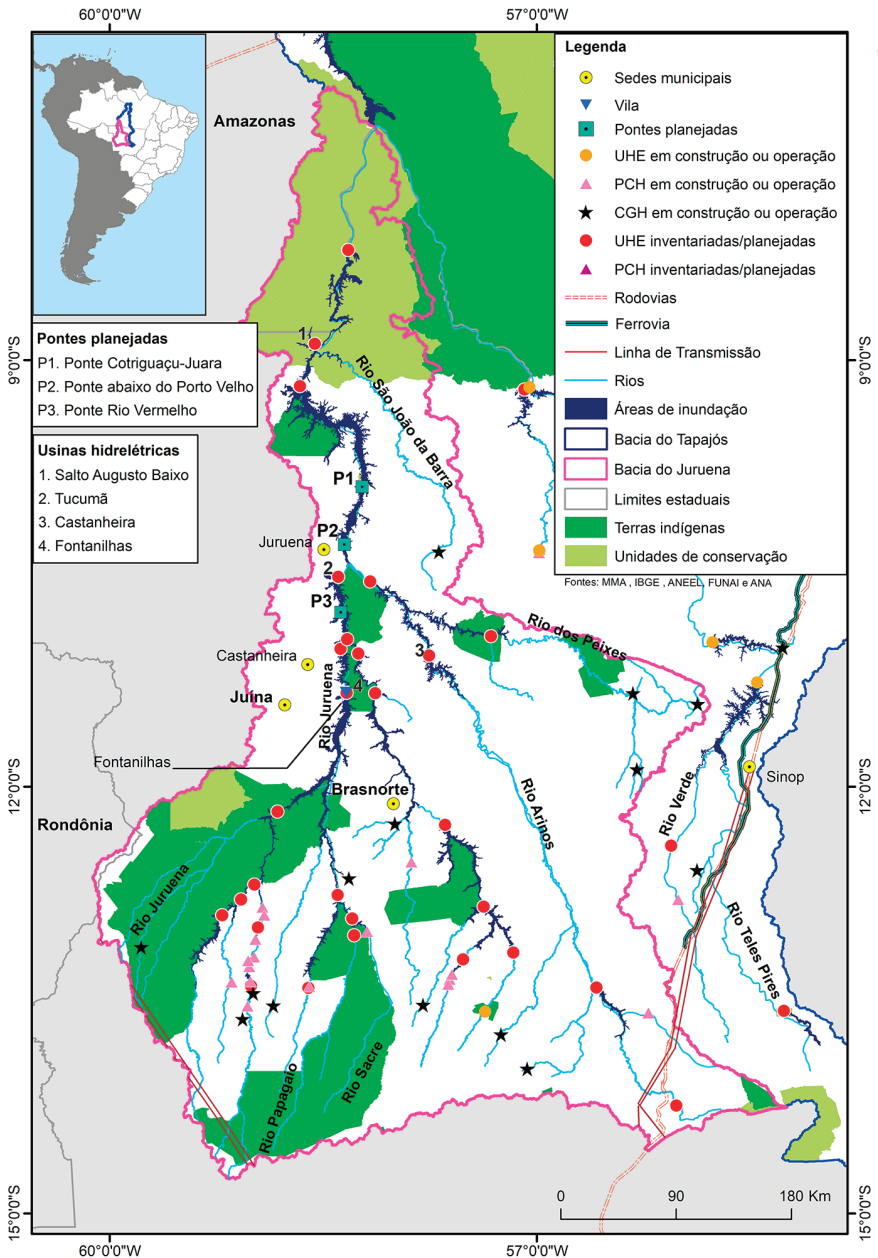 60°0'0"W
57°0'0"W
Amazonas
Legenda
Sedes municipais
Vila
Pontes planejadas
UHE em construção ou operação
PCH em construção ou operação
CGH em construção ou operação
UHE inventariadas/planejadas
PCH inventariadas/planejadas
Rodovias
Ferrovia
Linha de Transmissão
Rios
Áreas de inundação
Bacia do Tapajós
Bacia do Juruena
Limites estaduais
Terras indígenas
Unidades de conservação
Fontes: MMA , IBGE , ANEEL, FUNAI e ANA
Pontes planejadas
P1. Ponte Cotriguaçu-Juara
P2. Ponte abaixo do Porto Velho
P3. Ponte Rio Vermelho
Usinas hidrelétricas
1. Salto Augusto Baixo
2. Tucumã
3. Castanheira
4. Fontanilhas
9°0'0"S
9°0'0"S
1
Rio São João da Barra
P1
P2
Juruena
2
P3
Rio dos Peixes
3
Castanheira
4
Juína
Rio Juruena
Fontanilhas
Sinop
12°0'0"S
12°0'0"S
Brasnorte
Rio Verde
Rio Arinos
Rondônia
Rio Juruena
Rio Teles Pires
Rio Papagaio
Rio Sacre
0
90
180 Km
15°0'0"S
15°0'0"S
60°0'0"W
57°0'0"W